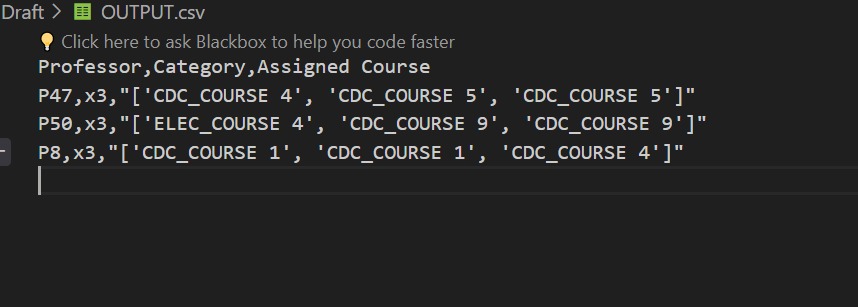 Draft > OUTPUT.csv
Click here to ask Blackbox to help you code faster
Professor,Category,Assigned Course
P47,x3,"['CDC_COURSE 4', 'CDC_COURSE 5', 'CDC_COURSE 5']"
P50,x3,"['ELEC_COURSE 4', 'CDC_COURSE 9', 'CDC_COURSE 9']"
P8,x3,"['CDC_COURSE 1', 'CDC_COURSE 1', 'CDC_COURSE 4']"